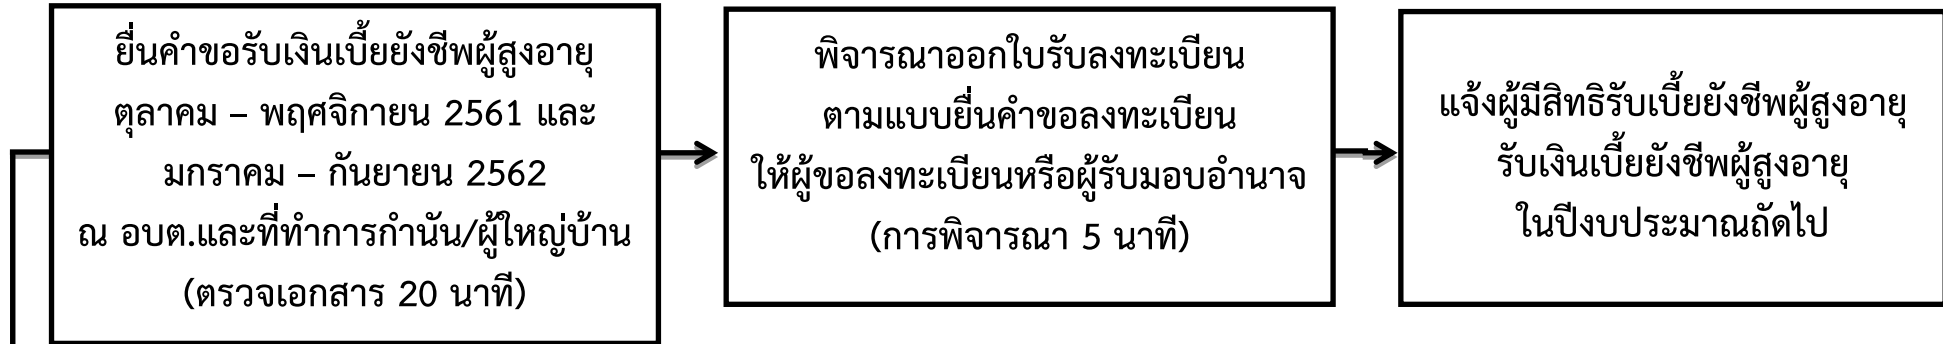 ยื่นคำขอรับเงินเบี้ยยังชีพผู้สูงอายุ
ตุลาคม – พฤศจิกายน 2561 และ
มกราคม – กันยายน 2562
ณ อบต.และที่ทำการกำนัน/ผู้ใหญ่บ้าน
(ตรวจเอกสาร 20 นาที)
พิจารณาออกใบรับลงทะเบียน
ตามแบบยื่นคำขอลงทะเบียน
ให้ผู้ขอลงทะเบียนหรือผู้รับมอบอำนาจ
(การพิจารณา 5 นาที)
แจ้งผู้มีสิทธิรับเบี้ยยังชีพผู้สูงอายุ
รับเงินเบี้ยยังชีพผู้สูงอายุ
ในปีงบประมาณถัดไป